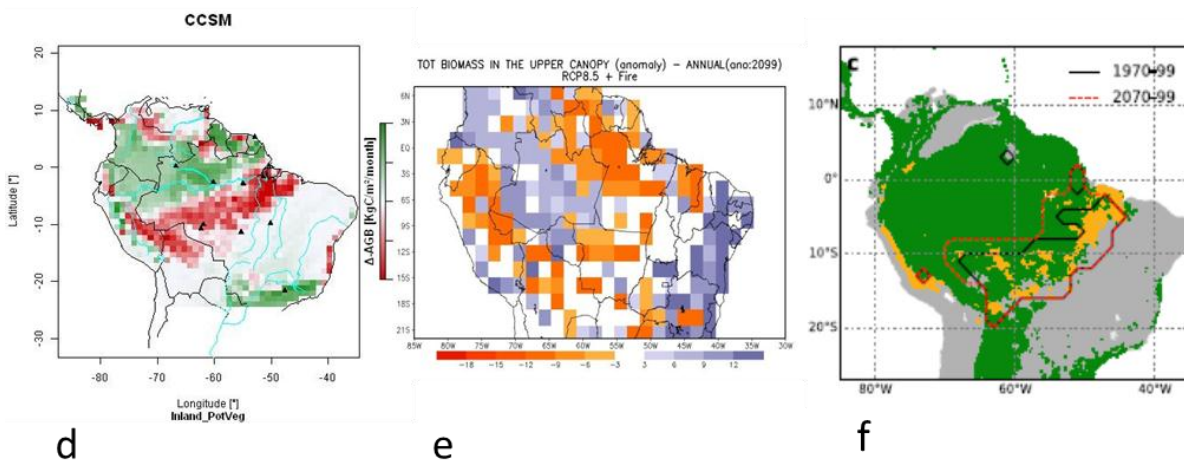 CCSM
20
10
0
-10
-20
-30
Latitude [°]
-80 -70 -60 -50 -40
Longitude [°]
Inland_PotVeg
Δ-AGB [KgC/m²/month]
d
TOT BIOMASS IN THE UPPER CANOPY (anomaly) – ANNUAL(ano:2099)
RCP8.5 + Fire
6N
3N
EQ
3S
6S
9S
12S
15S
18S
21S
85W 80W 75W 70W 65W 60W 55W 50W 45W 40W 35W 30W
-18 -15 -12 -9 -6 -3 3 6 9 12
e
c
1970-99
2070-99
10°N
0°
10°S
20°S
80°W 60°W 40°W
f